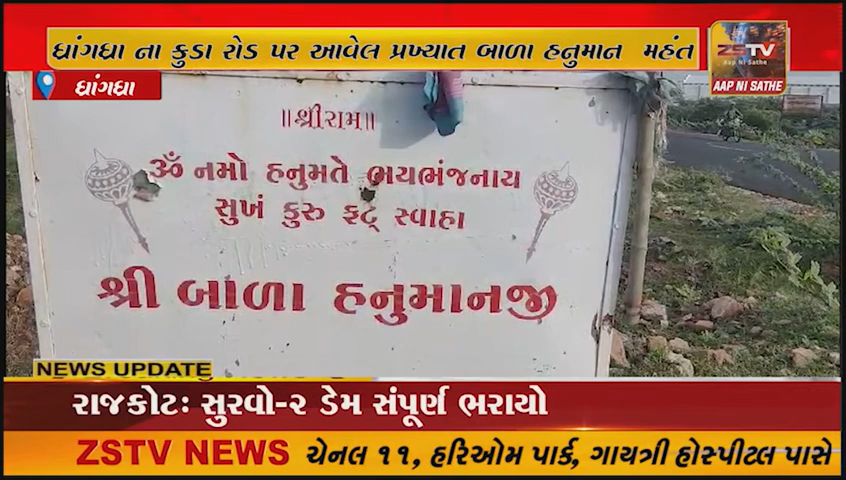 ધ્રાંગધ્રા ના કુડા રોડ પર આવેલ પ્રખ્યાત બાળા હનુમાન મહંત
ZSTV
Aap Ni Sathe
AAP NI SATHE
ધ્રાંગધ્રા
॥શ્રીરામ॥
ૐ નમો હનુમતે ભયભંજનાય
સુખં કુરુ ફટ્ સ્વાહા
શ્રી બાળા હનુમાનજી
NEWS UPDATE
રાજકોટઃ સુરવો-૨ ડેમ સંપૂર્ણ ભરાયો
ZSTV NEWS ચેનલ ૧૧, હરિઓમ પાર્ક, ગાયત્રી હોસ્પીટલ પાસે